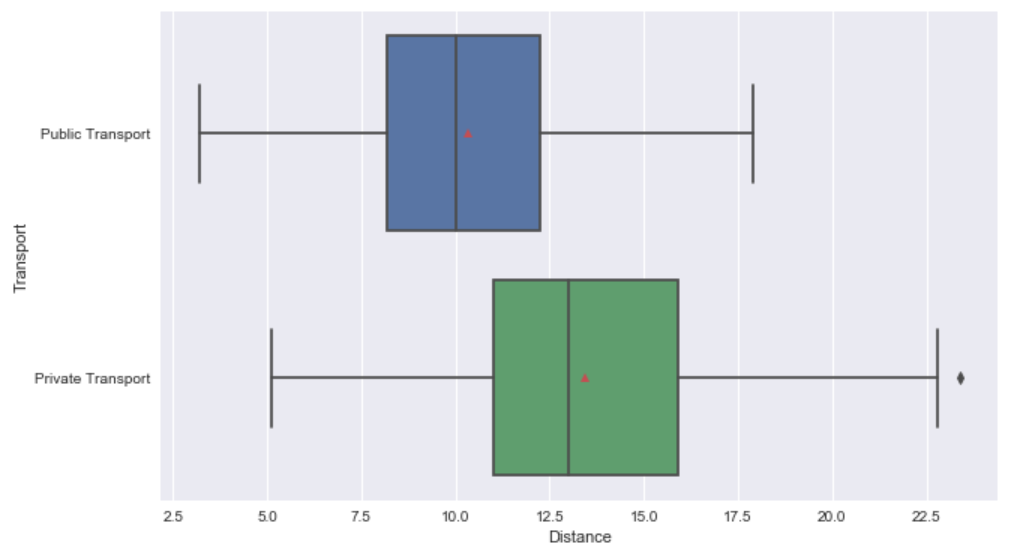 Transport
Public Transport
Private Transport
2.5 5.0 7.5 10.0 12.5 15.0 17.5 20.0 22.5
Distance